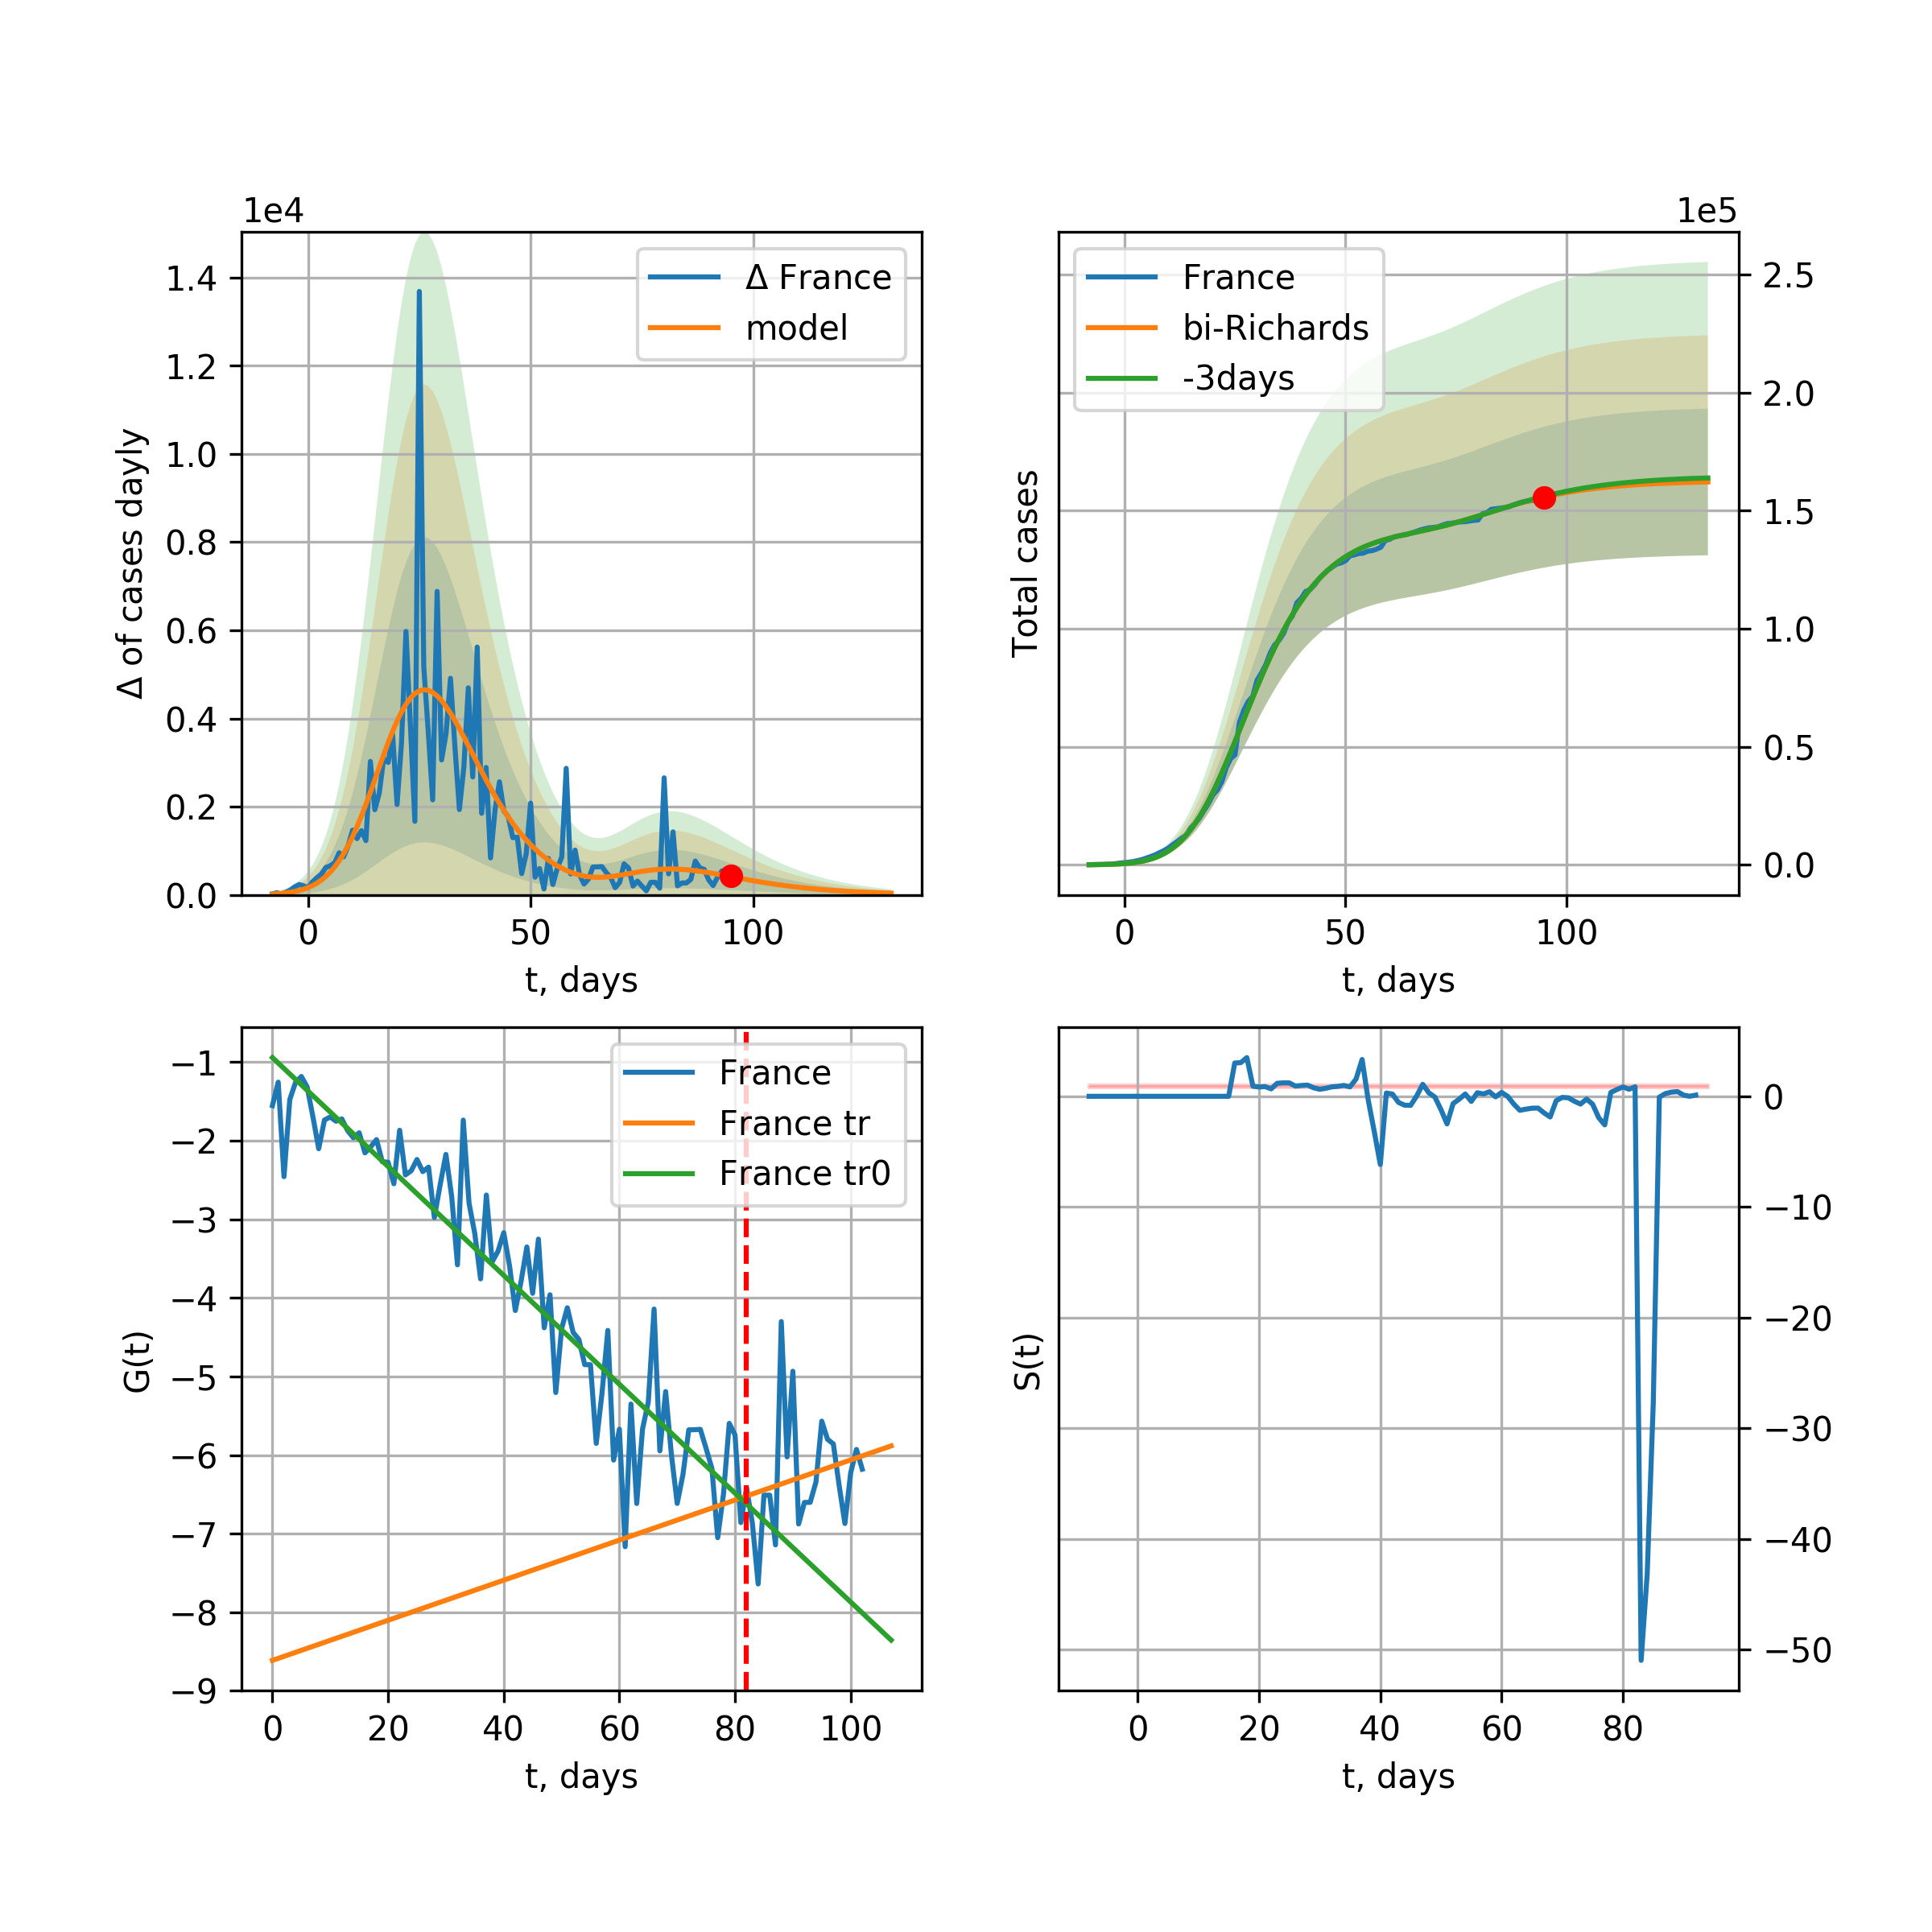 1e4
Δ of cases dayly
1.4
1.2
1.0
0.8
0.6
0.4
0.2
0.0
Δ France
model
0 50 100
t, days
1e5
Total cases
France
bi-Richards
-3days
2.5
2.0
1.5
1.0
0.5
0.0
0 50 100
t, days
G(t)
−1
−2
−3
−4
−5
−6
−7
−8
−9
France
France tr
France tr0
0 20 40 60 80 100
t, days
S(t)
0
−10
−20
−30
−40
−50
0 20 40 60 80
t, days